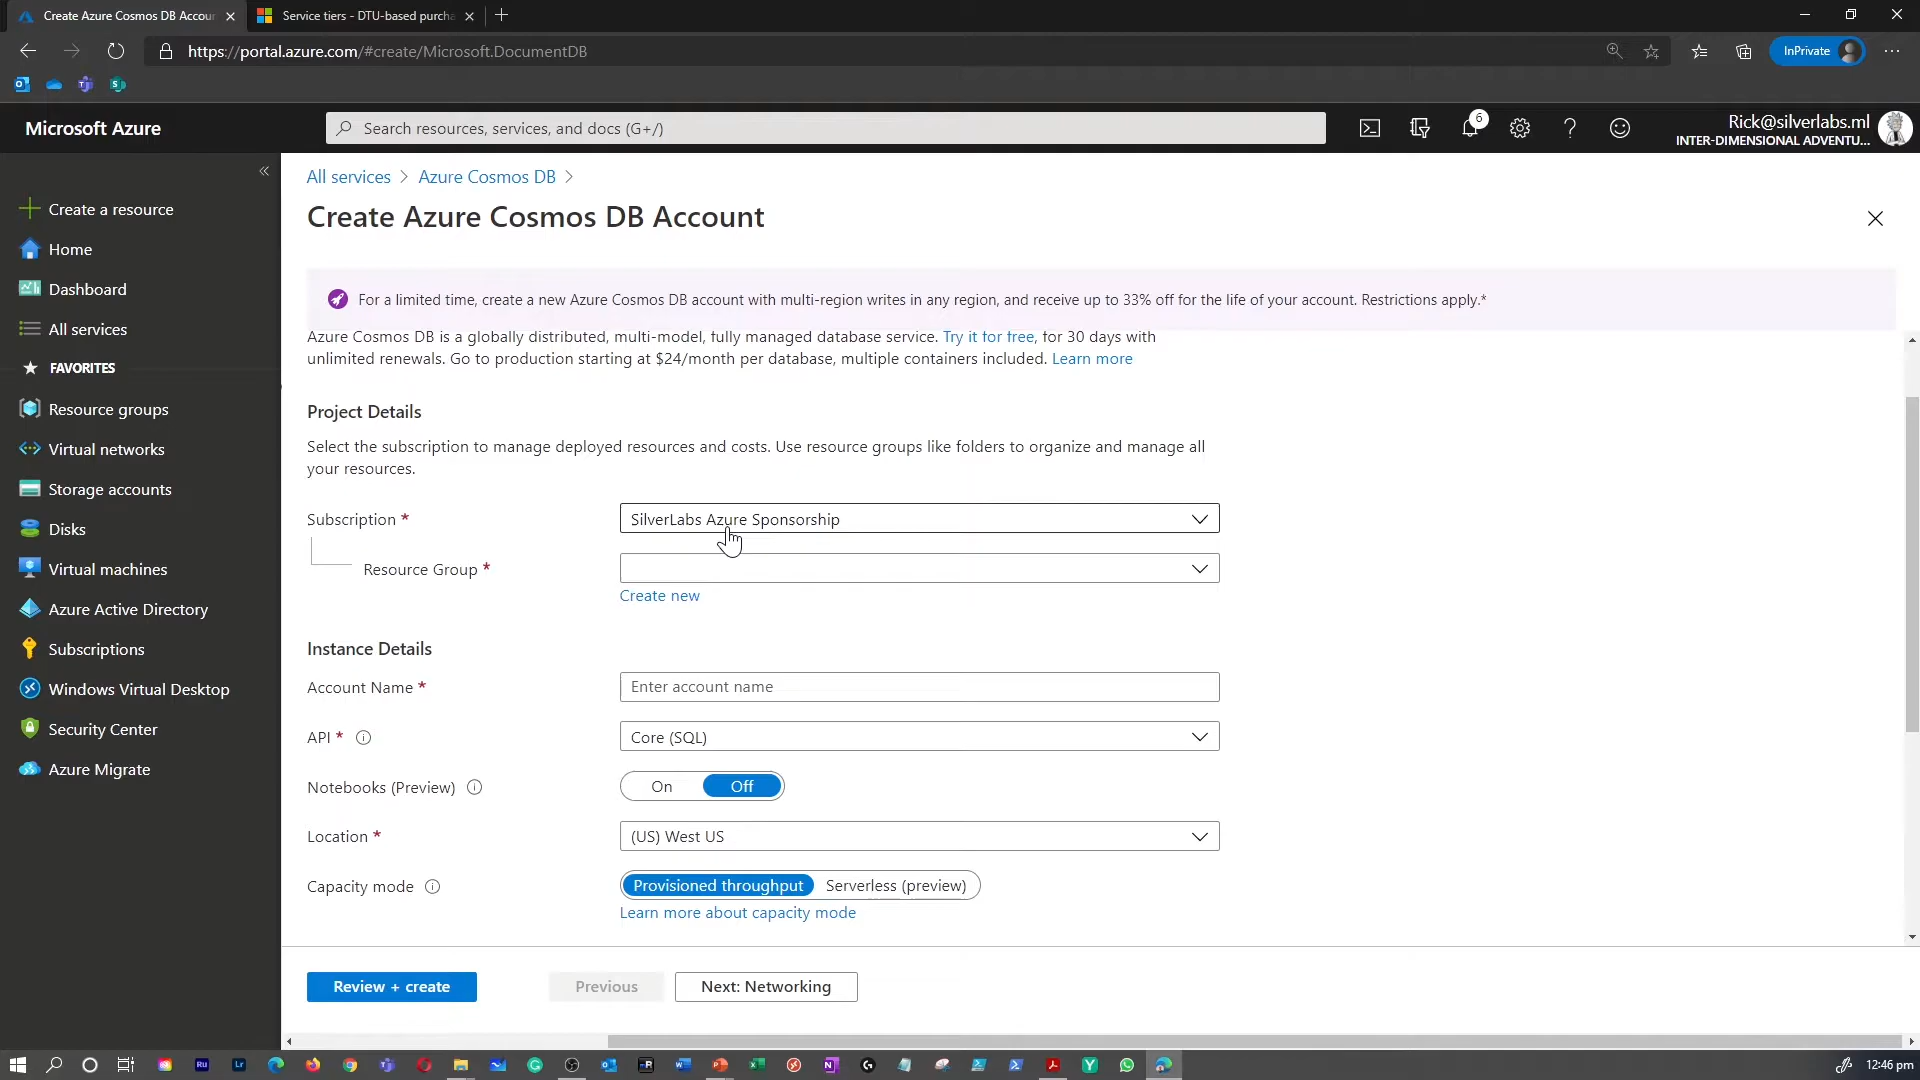 Create Azure Cosmos DB Accoun
Service tiers - DTU-based purcha
https://portal.azure.com/#create/Microsoft.DocumentDB
InPrivate
Microsoft Azure
Search resources, services, and docs (G+/)
6
Rick@silverlabs.ml
INTER-DIMENSIONAL ADVENTU...
Create a resource
Home
Dashboard
All services
FAVORITES
Resource groups
Virtual networks
Storage accounts
Disks
Virtual machines
Azure Active Directory
Subscriptions
Windows Virtual Desktop
Security Center
Azure Migrate
All services > Azure Cosmos DB >
Create Azure Cosmos DB Account
For a limited time, create a new Azure Cosmos DB account with multi-region writes in any region, and receive up to 33% off for the life of your account. Restrictions apply.*
Azure Cosmos DB is a globally distributed, multi-model, fully managed database service. Try it for free, for 30 days with
unlimited renewals. Go to production starting at $24/month per database, multiple containers included. Learn more
Project Details
Select the subscription to manage deployed resources and costs. Use resource groups like folders to organize and manage all
your resources.
Subscription *
SilverLabs Azure Sponsorship
Resource Group *
Create new
Instance Details
Account Name *
Enter account name
API *
Core (SQL)
Notebooks (Preview)
On Off
Location *
(US) West US
Capacity mode
Provisioned throughput Serverless (preview)
Learn more about capacity mode
Review + create
Previous
Next: Networking
12:46 pm